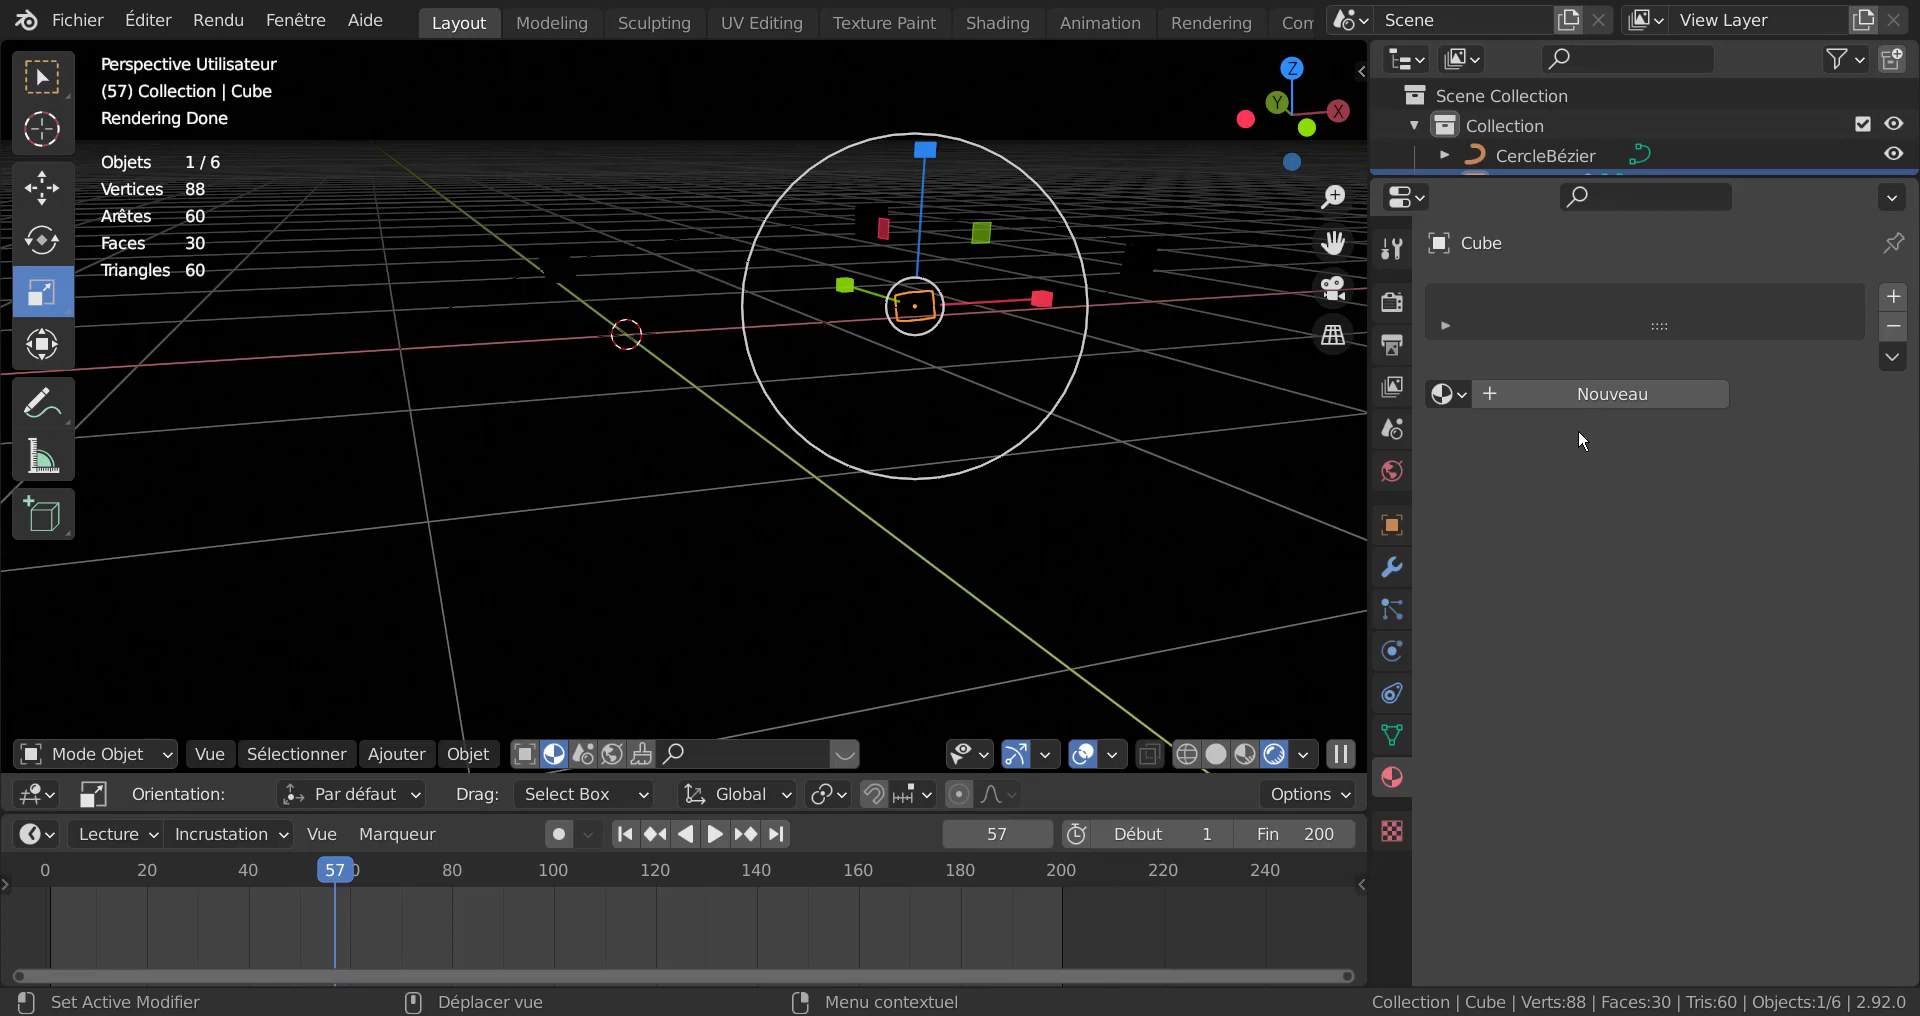 Fichier Éditer Rendu Fenêtre Aide Layout Modeling Sculpting UV Editing Texture Paint Shading Animation Rendering Com Scene View Layer
Perspective Utilisateur
(57) Collection | Cube
Rendering Done
Objets 1 / 6
Vertices 88
Arêtes 60
Faces 30
Triangles 60
Z
Y
X
Scene Collection
Collection
CercleBézier
Cube
Nouveau
Mode Objet Vue Sélectionner Ajouter Objet
Orientation: Par défaut Drag: Select Box Global Options
Lecture Incrustation Vue Marqueur 57 Début 1 Fin 200
0 20 40 57 80 100 120 140 160 180 200 220 240
Set Active Modifier Déplacer vue Menu contextuel Collection | Cube | Verts:88 | Faces:30 | Tris:60 | Objects:1/6 | 2.92.0